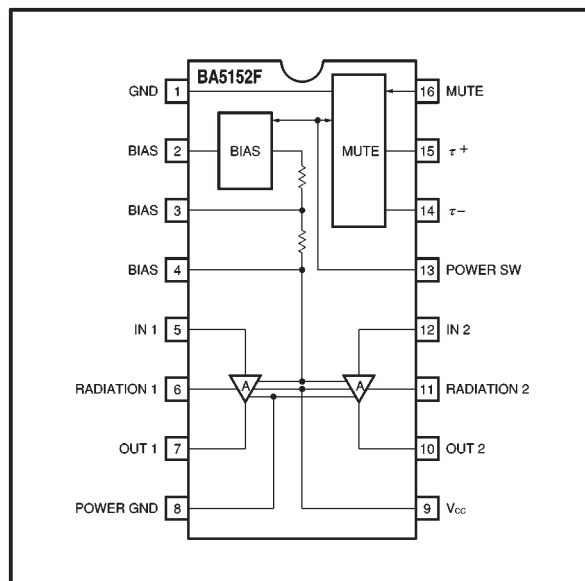 BA5152F
GND 1
16 MUTE
BIAS 2
BIAS
MUTE
15 τ+
BIAS 3
14 τ−
BIAS 4
13 POWER SW
IN 1 5
12 IN 2
RADIATION 1 6
A
A
11 RADIATION 2
OUT 1 7
10 OUT 2
POWER GND 8
9 Vcc